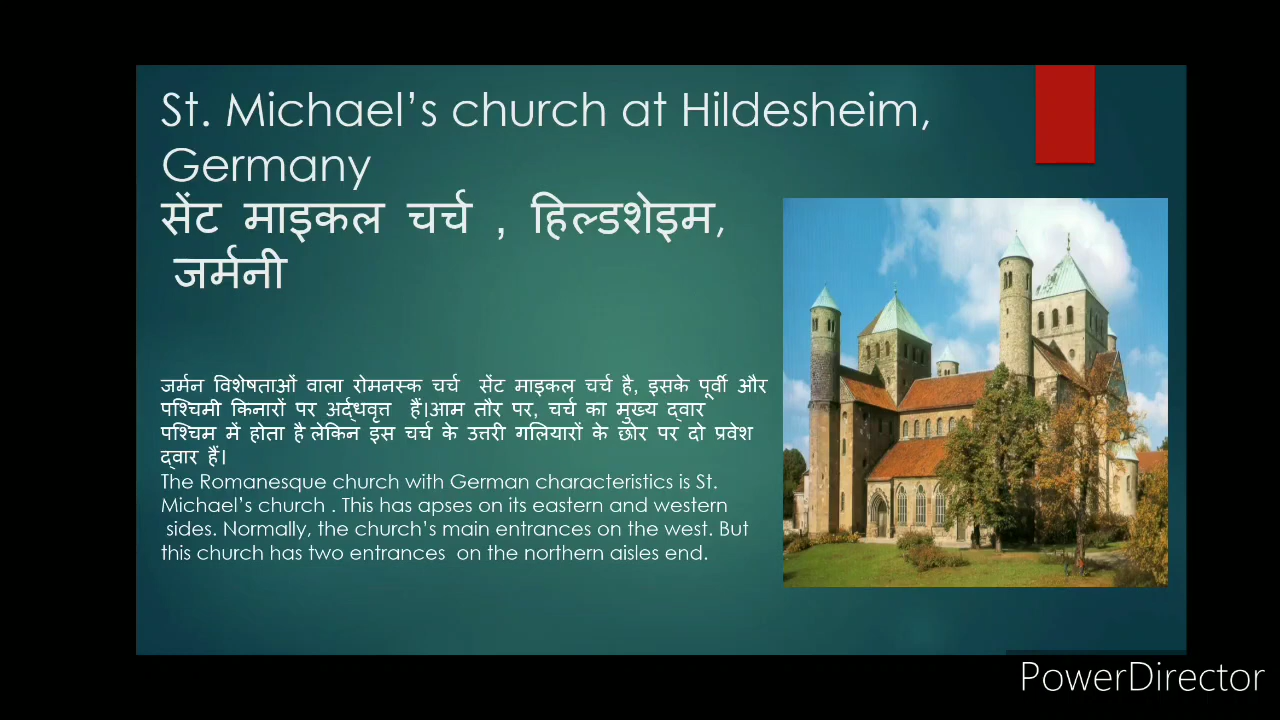 St. Michael’s church at Hildesheim,
Germany
सेंट माइकल चर्च , हिल्डशेइम,
जर्मनी
जर्मन विशेषताओं वाला रोमनस्क चर्च सेंट माइकल चर्च है, इसके पूर्वी और
पश्चिमी किनारों पर अर्द्धवृत्त हैं।आम तौर पर, चर्च का मुख्य द्वार
पश्चिम में होता है लेकिन इस चर्च के उत्तरी गलियारों के छोर पर दो प्रवेश
द्वार हैं।
The Romanesque church with German characteristics is St.
Michael’s church . This has apses on its eastern and western
sides. Normally, the church’s main entrances on the west. But
this church has two entrances on the northern aisles end.
PowerDirector